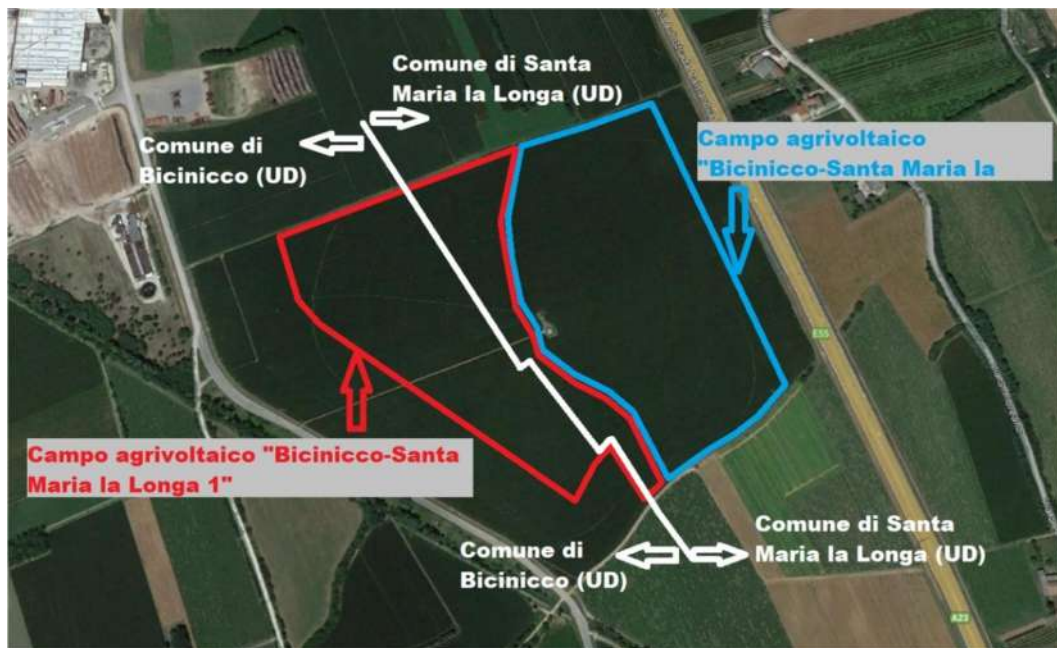 Comune di Santa
Maria la Longa (UD)
Comune di
Bicinicco (UD)
Campo agrivoltaico
"Bicinicco-Santa Maria la
E55
Campo agrivoltaico "Bicinicco-Santa
Maria la Longa 1"
Comune di Santa
Maria la Longa (UD)
Comune di
Bicinicco (UD)
A23